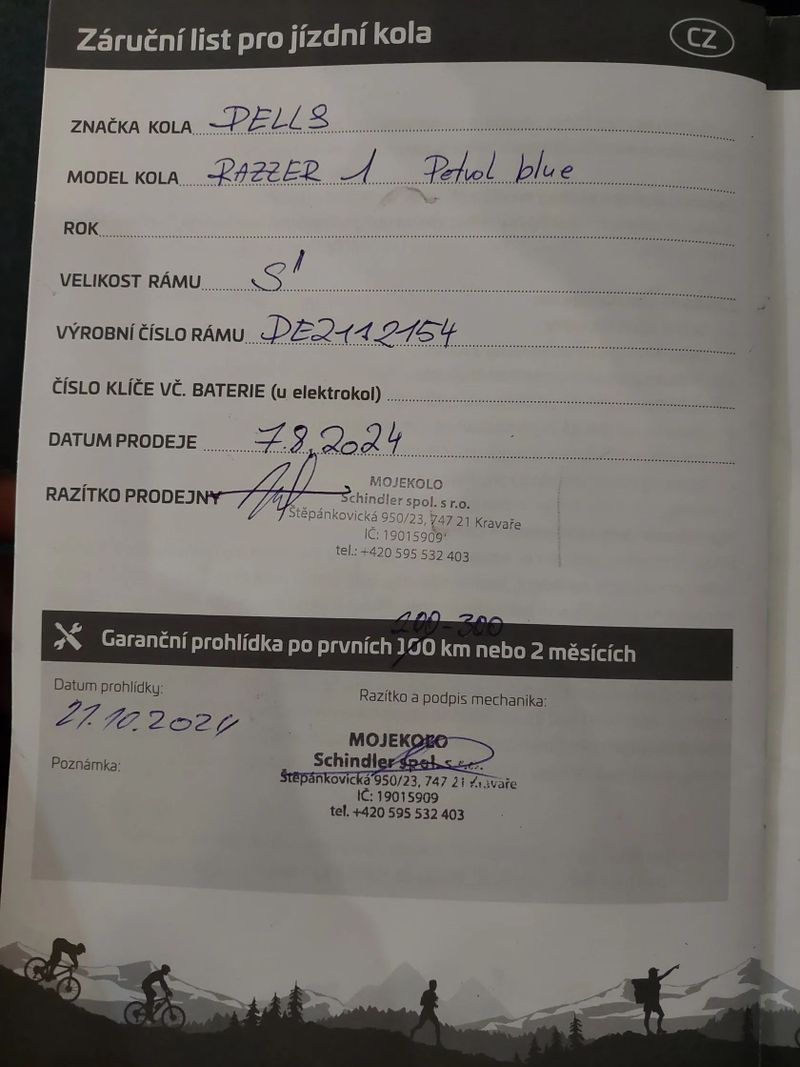 Záruční list pro jízdní kola
CZ
ZNAČKA KOLA DELLS
MODEL KOLA RAZZER 1 Petrol blue
ROK
VELIKOST RÁMU S"
VÝROBNÍ ČÍSLO RÁMU DE2112154
ČÍSLO KLÍČE VČ. BATERIE (u elektrokol)
DATUM PRODEJE 7.8.2024
RAZÍTKO PRODEJNY
MOJEKOLO
Schindler spol. s r.o.
Štěpánkovická 950/23, 747 21 Kravaře
IČ: 19015909
tel.: +420 595 532 403
200-300
Garanční prohlídka po prvních 100 km nebo 2 měsících
Datum prohlídky: Razítko a podpis mechanika:
21.10.2024
MOJEKOLO
Poznámka:
Schindler spol. s r.o.
Štěpánkovická 950/23, 747 21 Kravaře
IČ: 19015909
tel. +420 595 532 403